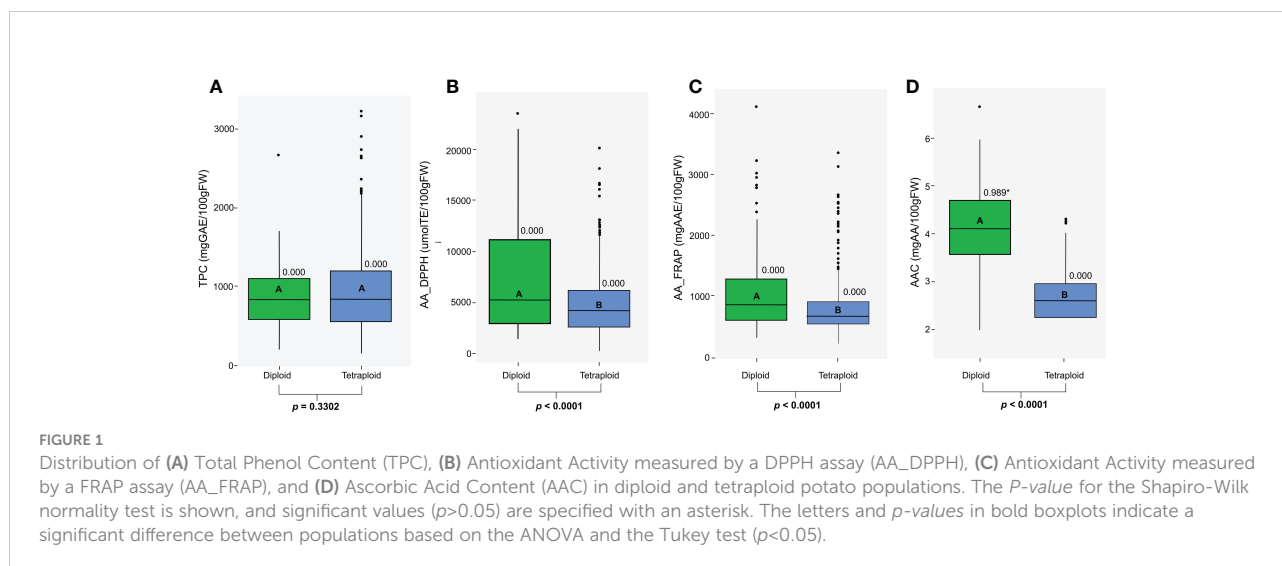 A
TPC (mgGAE/100gFW)
3000
2000
1000
0
0.000
A
0.000
A
Diploid
Tetraploid
p = 0.3302
B
AA_DPPH (umolTE/100gFW)
20000
15000
10000
5000
0
0.000
A
0.000
B
Diploid
Tetraploid
p < 0.0001
C
AA_FRAP (mgAAE/100gFW)
4000
3000
2000
1000
0
0.000
A
0.000
B
Diploid
Tetraploid
p < 0.0001
D
AAC (mgAA/100gFW)
6
5
4
3
2
0.989*
A
0.000
B
Diploid
Tetraploid
p < 0.0001
FIGURE 1
Distribution of (A) Total Phenol Content (TPC), (B) Antioxidant Activity measured by a DPPH assay (AA_DPPH), (C) Antioxidant Activity measured
by a FRAP assay (AA_FRAP), and (D) Ascorbic Acid Content (AAC) in diploid and tetraploid potato populations. The P-value for the Shapiro-Wilk
normality test is shown, and significant values (p>0.05) are specified with an asterisk. The letters and p-values in bold boxplots indicate a
significant difference between populations based on the ANOVA and the Tukey test (p<0.05).